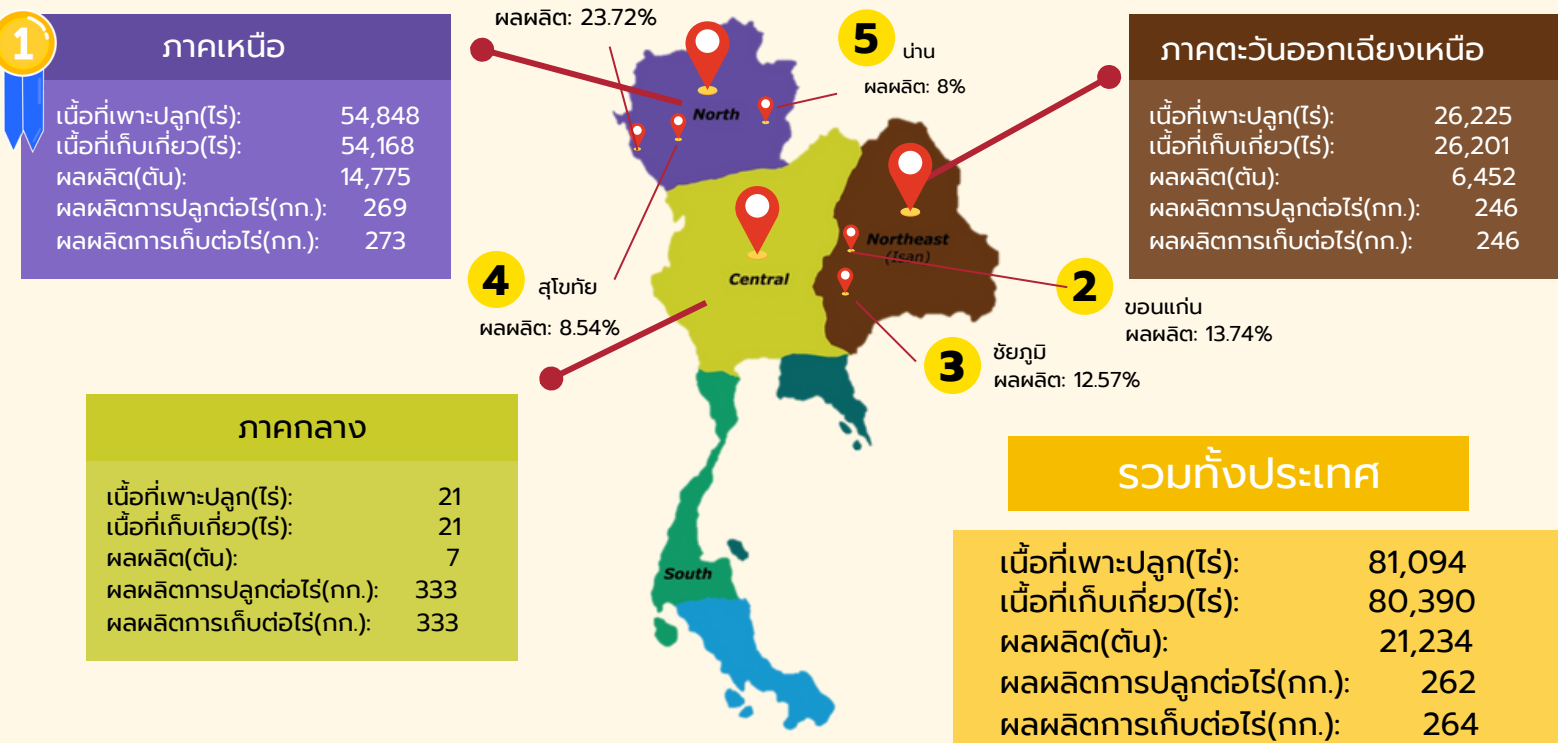 1
ภาคเหนือ
เนื้อที่เพาะปลูก(ไร่): 54,848
เนื้อที่เก็บเกี่ยว(ไร่): 54,168
ผลผลิต(ตัน): 14,775
ผลผลิตการปลูกต่อไร่(กก.): 269
ผลผลิตการเก็บต่อไร่(กก.): 273
ผลผลิต: 23.72%
5 น่าน
ผลผลิต: 8%
ภาคตะวันออกเฉียงเหนือ
เนื้อที่เพาะปลูก(ไร่): 26,225
เนื้อที่เก็บเกี่ยว(ไร่): 26,201
ผลผลิต(ตัน): 6,452
ผลผลิตการปลูกต่อไร่(กก.): 246
ผลผลิตการเก็บต่อไร่(กก.): 246
North
Northeast
(Isan)
Central
South
4 สุโขทัย
ผลผลิต: 8.54%
2 ขอนแก่น
ผลผลิต: 13.74%
3 ชัยภูมิ
ผลผลิต: 12.57%
ภาคกลาง
เนื้อที่เพาะปลูก(ไร่): 21
เนื้อที่เก็บเกี่ยว(ไร่): 21
ผลผลิต(ตัน): 7
ผลผลิตการปลูกต่อไร่(กก.): 333
ผลผลิตการเก็บต่อไร่(กก.): 333
รวมทั้งประเทศ
เนื้อที่เพาะปลูก(ไร่): 81,094
เนื้อที่เก็บเกี่ยว(ไร่): 80,390
ผลผลิต(ตัน): 21,234
ผลผลิตการปลูกต่อไร่(กก.): 262
ผลผลิตการเก็บต่อไร่(กก.): 264